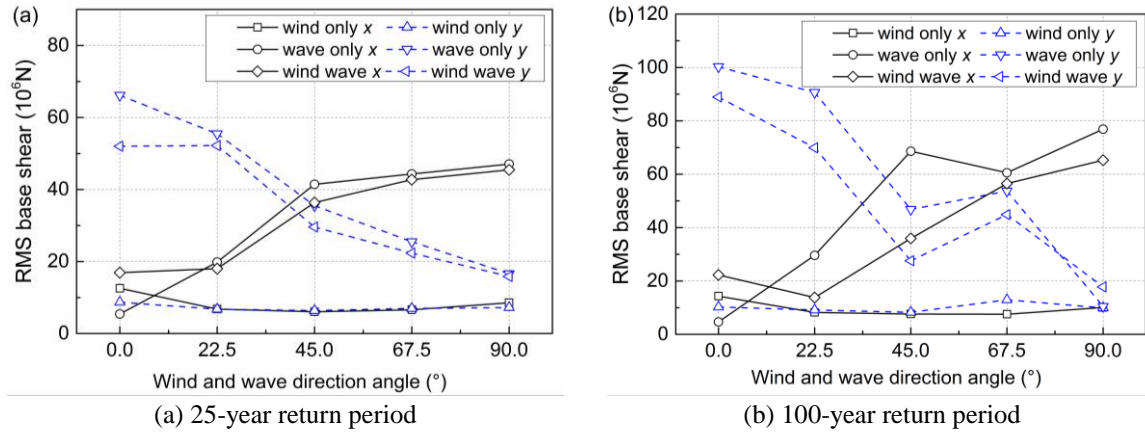 (a)
wind only x
wind only y
wave only x
wave only y
wind wave x
wind wave y
RMS base shear (10⁶N)
80
60
40
20
0
0.0 22.5 45.0 67.5 90.0
Wind and wave direction angle (°)
(a) 25-year return period
(b)
wind only x
wind only y
wave only x
wave only y
wind wave x
wind wave y
RMS base shear (10⁶N)
120
100
80
60
40
20
0
0.0 22.5 45.0 67.5 90.0
Wind and wave direction angle (°)
(b) 100-year return period